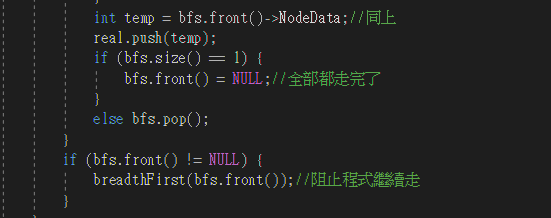 }
int temp = bfs.front()->NodeData;//同上
real.push(temp);
if (bfs.size() == 1) {
bfs.front() = NULL;//全部都走完了
}
else bfs.pop();
}
if (bfs.front() != NULL) {
breadthFirst(bfs.front());//阻止程式繼續走
}